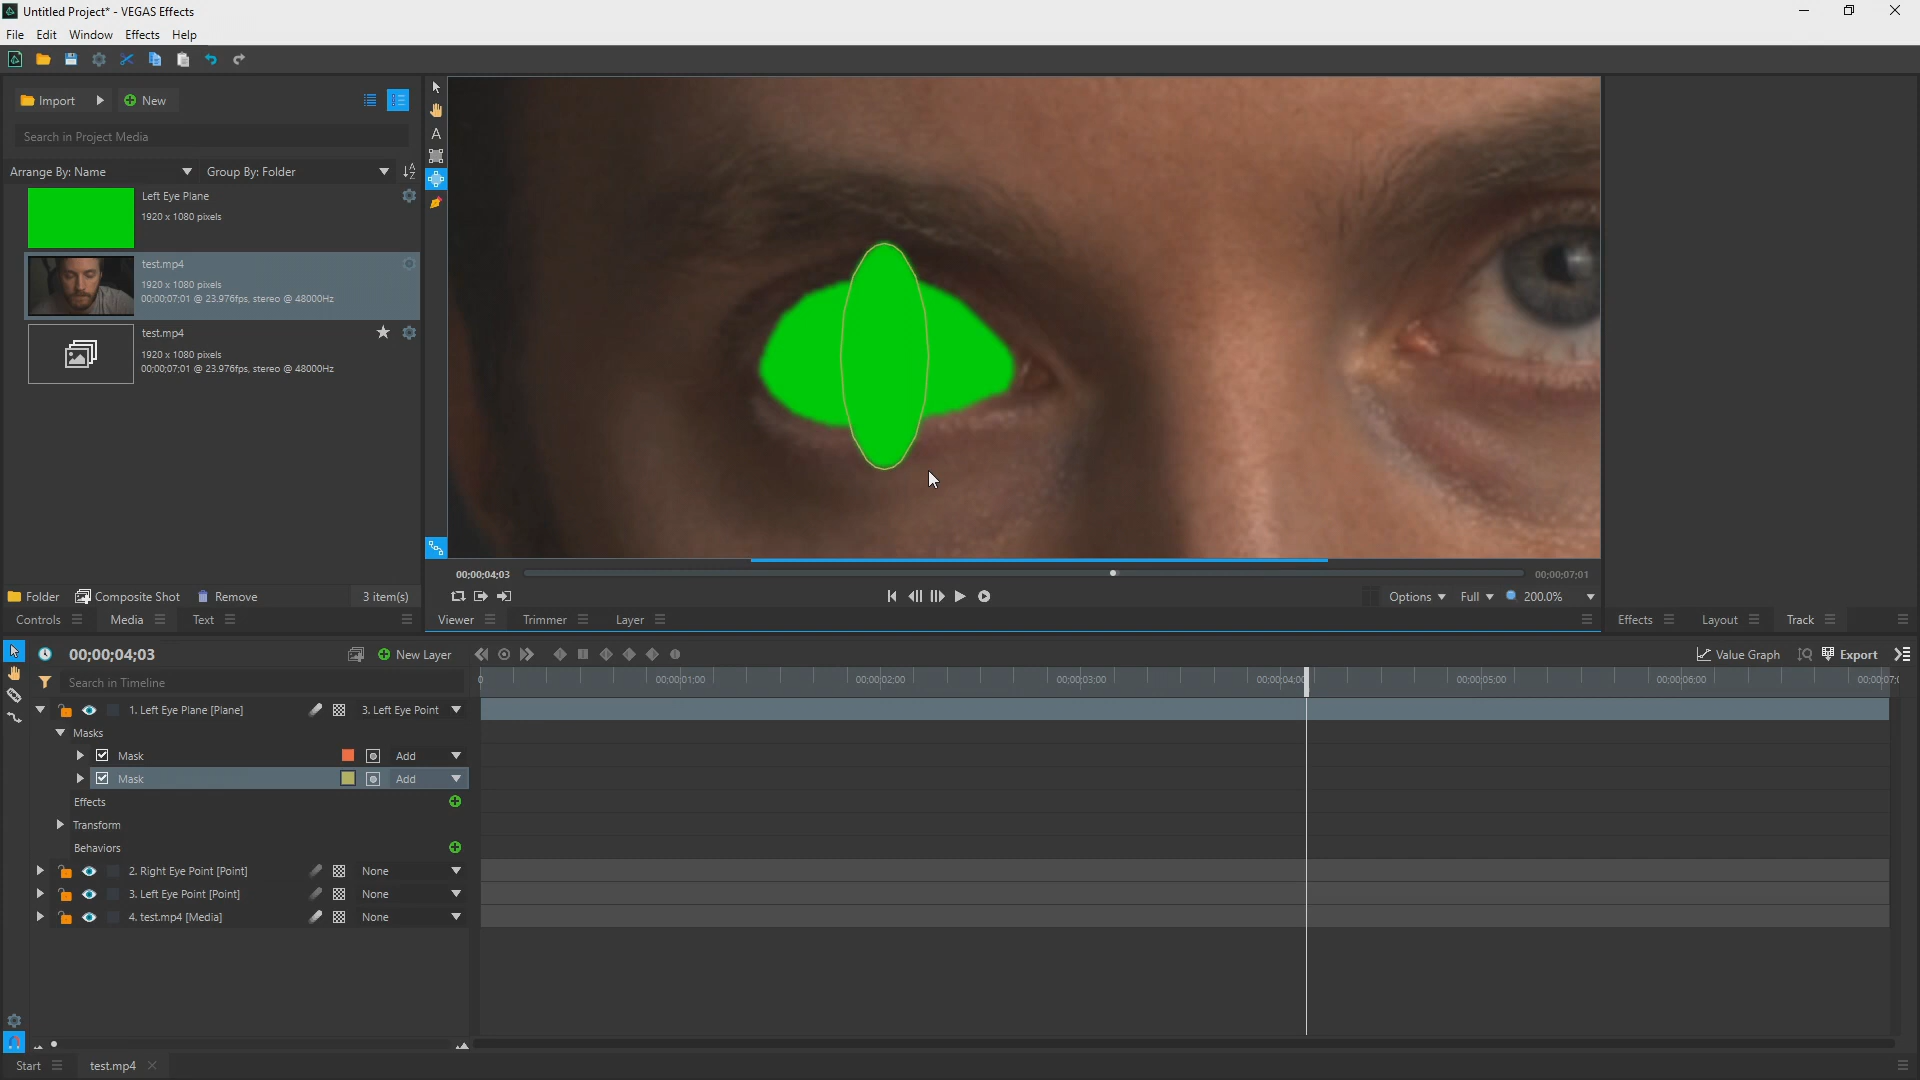 Untitled Project* - VEGAS Effects
File Edit Window Effects Help
Import New
Search in Project Media
Arrange By: Name Group By: Folder
Left Eye Plane
1920 x 1080 pixels
test.mp4
1920 x 1080 pixels
00;00;07;01 @ 23.976fps, stereo @ 48000Hz
test.mp4
1920 x 1080 pixels
00;00;07;01 @ 23.976fps, stereo @ 48000Hz
00;00;04;03 00;00;07;01
Folder Composite Shot Remove 3 item(s)
Options Full 200.0%
Controls Media Text
Viewer Trimmer Layer
Effects Layout Track
00;00;04;03 New Layer
Value Graph Export
Search in Timeline
0 00;00;01;00 00;00;02;00 00;00;03;00 00;00;04;00 00;00;05;00 00;00;06;00
1. Left Eye Plane [Plane] 3. Left Eye Point
Masks
Mask Add
Mask Add
Effects
Transform
Behaviors
2. Right Eye Point [Point] None
3. Left Eye Point [Point] None
4. test.mp4 [Media] None
Start test.mp4